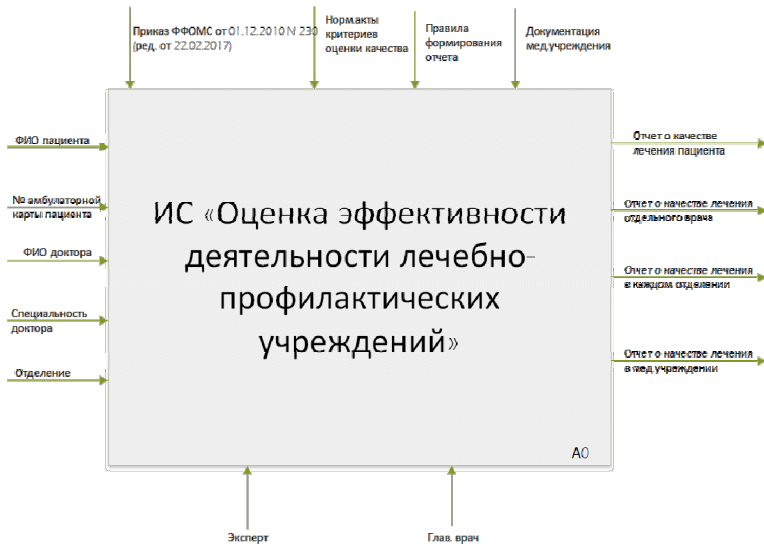 Приказ ФФОМС от 01.12.2010 N 230
(ред. от 22.02.2017)
Норм.акты
критериев
оценки качества
Правила
формирования
отчета
Документация
мед.учреждения
ФИО пациента
№ амбулаторной
карты пациента
ФИО доктора
Специальность
доктора
Отделение
ИС «Оценка эффективности
деятельности лечебно-
профилактических
учреждений»
А0
Отчет о качестве
лечения пациента
Отчет о качестве лечения
отдельного врача
Отчет о качестве лечения
в каждом отделении
Отчет о качестве лечения
в мед.учреждении
Эксперт
Глав. врач